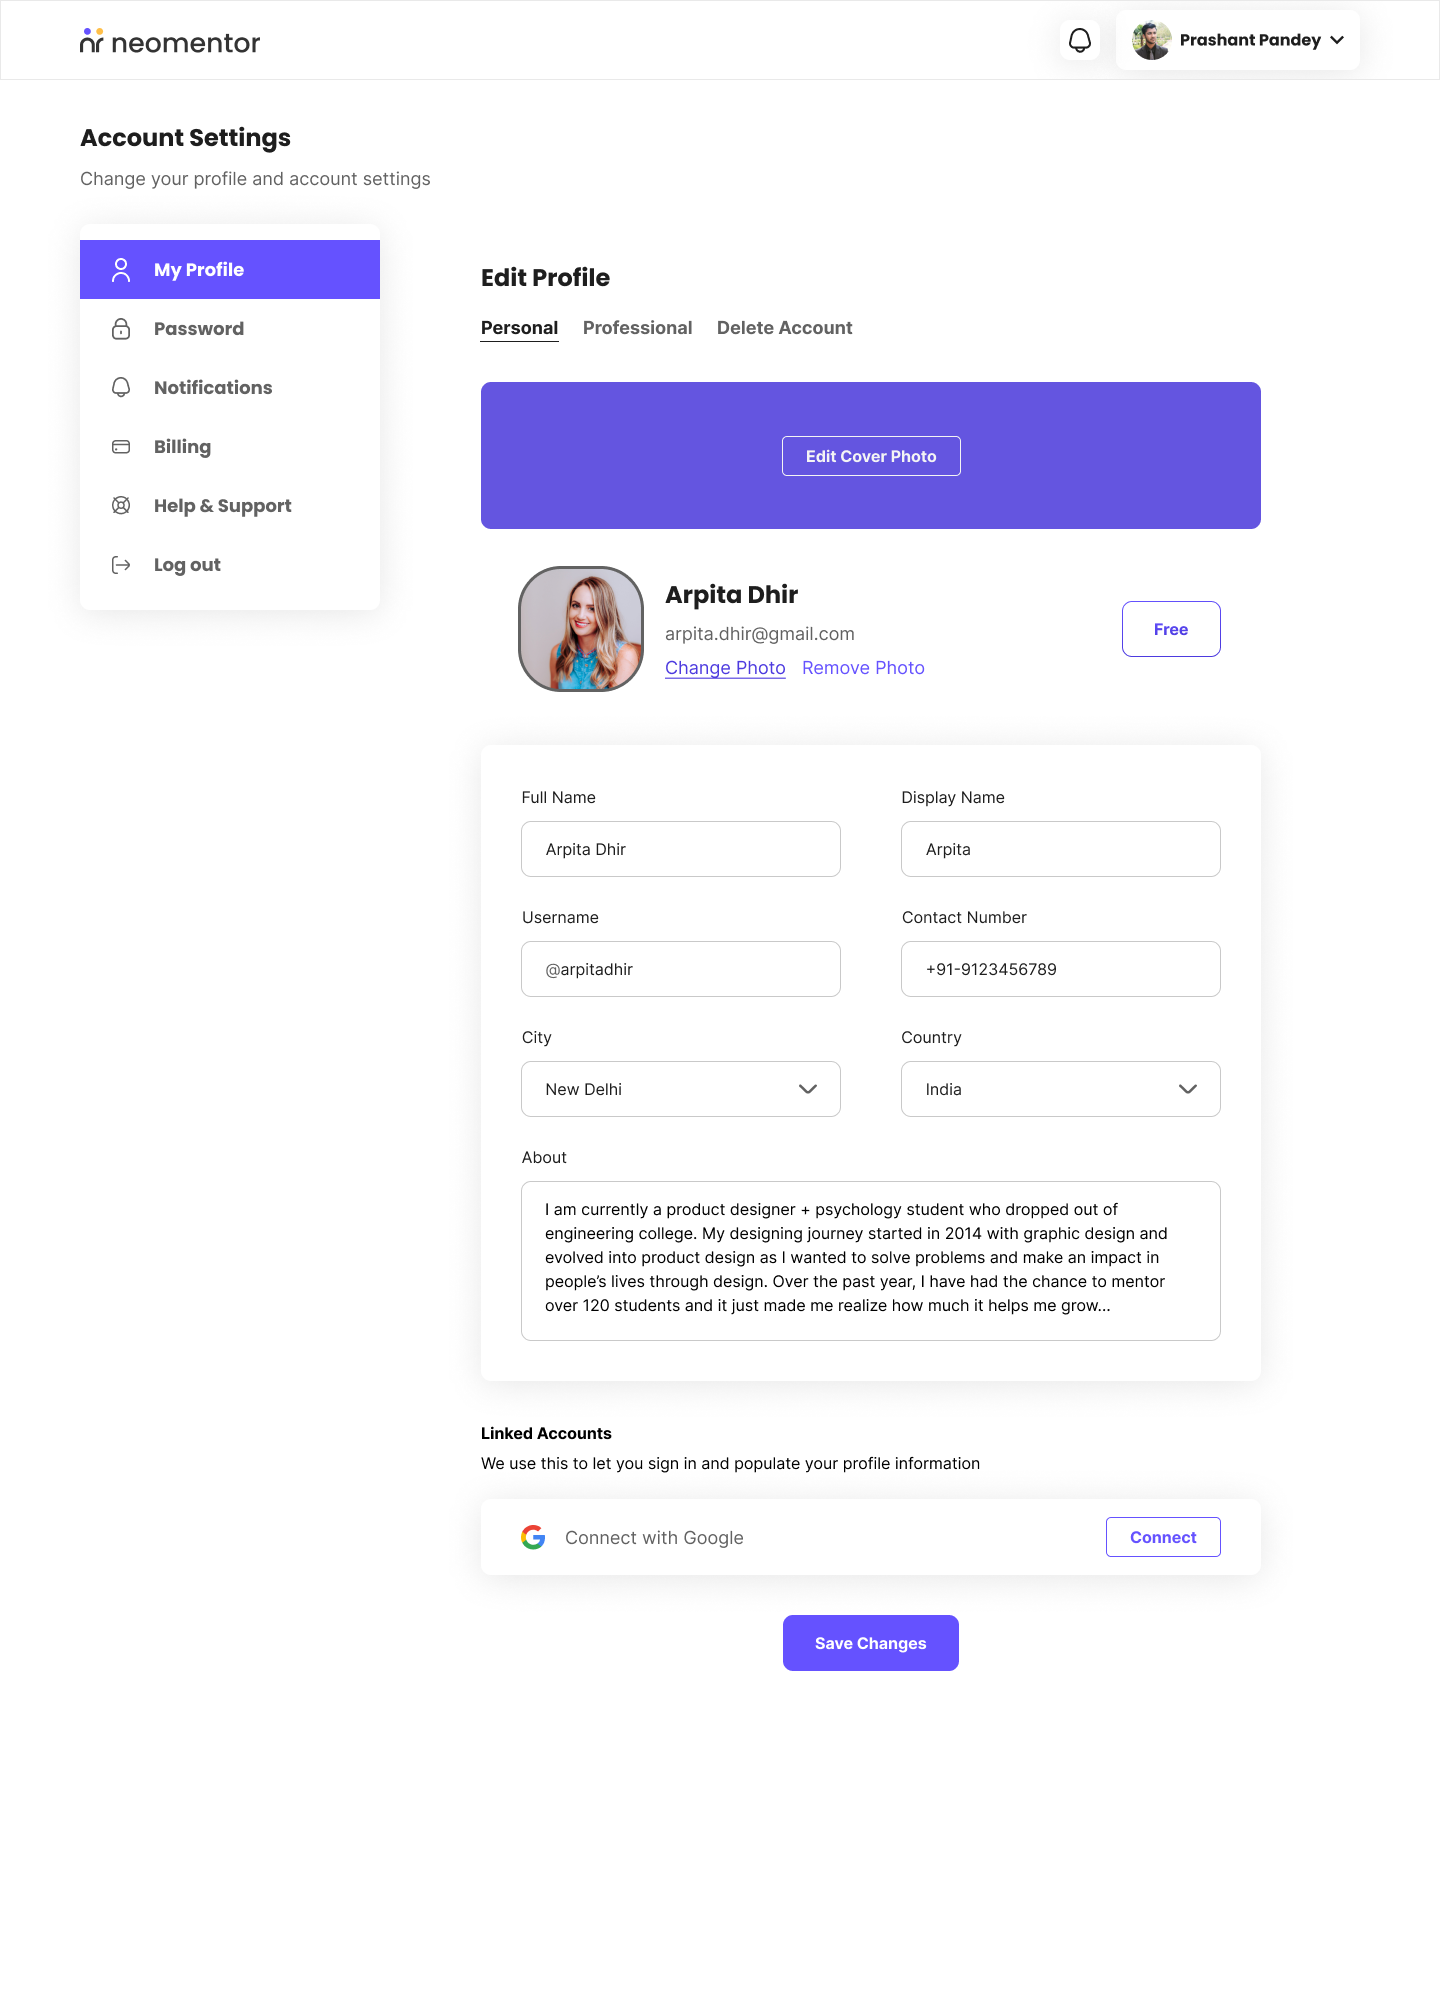 neomentor
Prashant Pandey
Account Settings
Change your profile and account settings
My Profile
Password
Notifications
Billing
Help & Support
Log out
Edit Profile
Personal Professional Delete Account
Edit Cover Photo
Arpita Dhir
arpita.dhir@gmail.com
Change Photo Remove Photo
Free
Full Name Display Name
Arpita Dhir Arpita
Username Contact Number
@arpitadhir +91-9123456789
City Country
New Delhi India
About
I am currently a product designer + psychology student who dropped out of
engineering college. My designing journey started in 2014 with graphic design and
evolved into product design as I wanted to solve problems and make an impact in
people’s lives through design. Over the past year, I have had the chance to mentor
over 120 students and it just made me realize how much it helps me grow...
Linked Accounts
We use this to let you sign in and populate your profile information
Connect with Google Connect
Save Changes